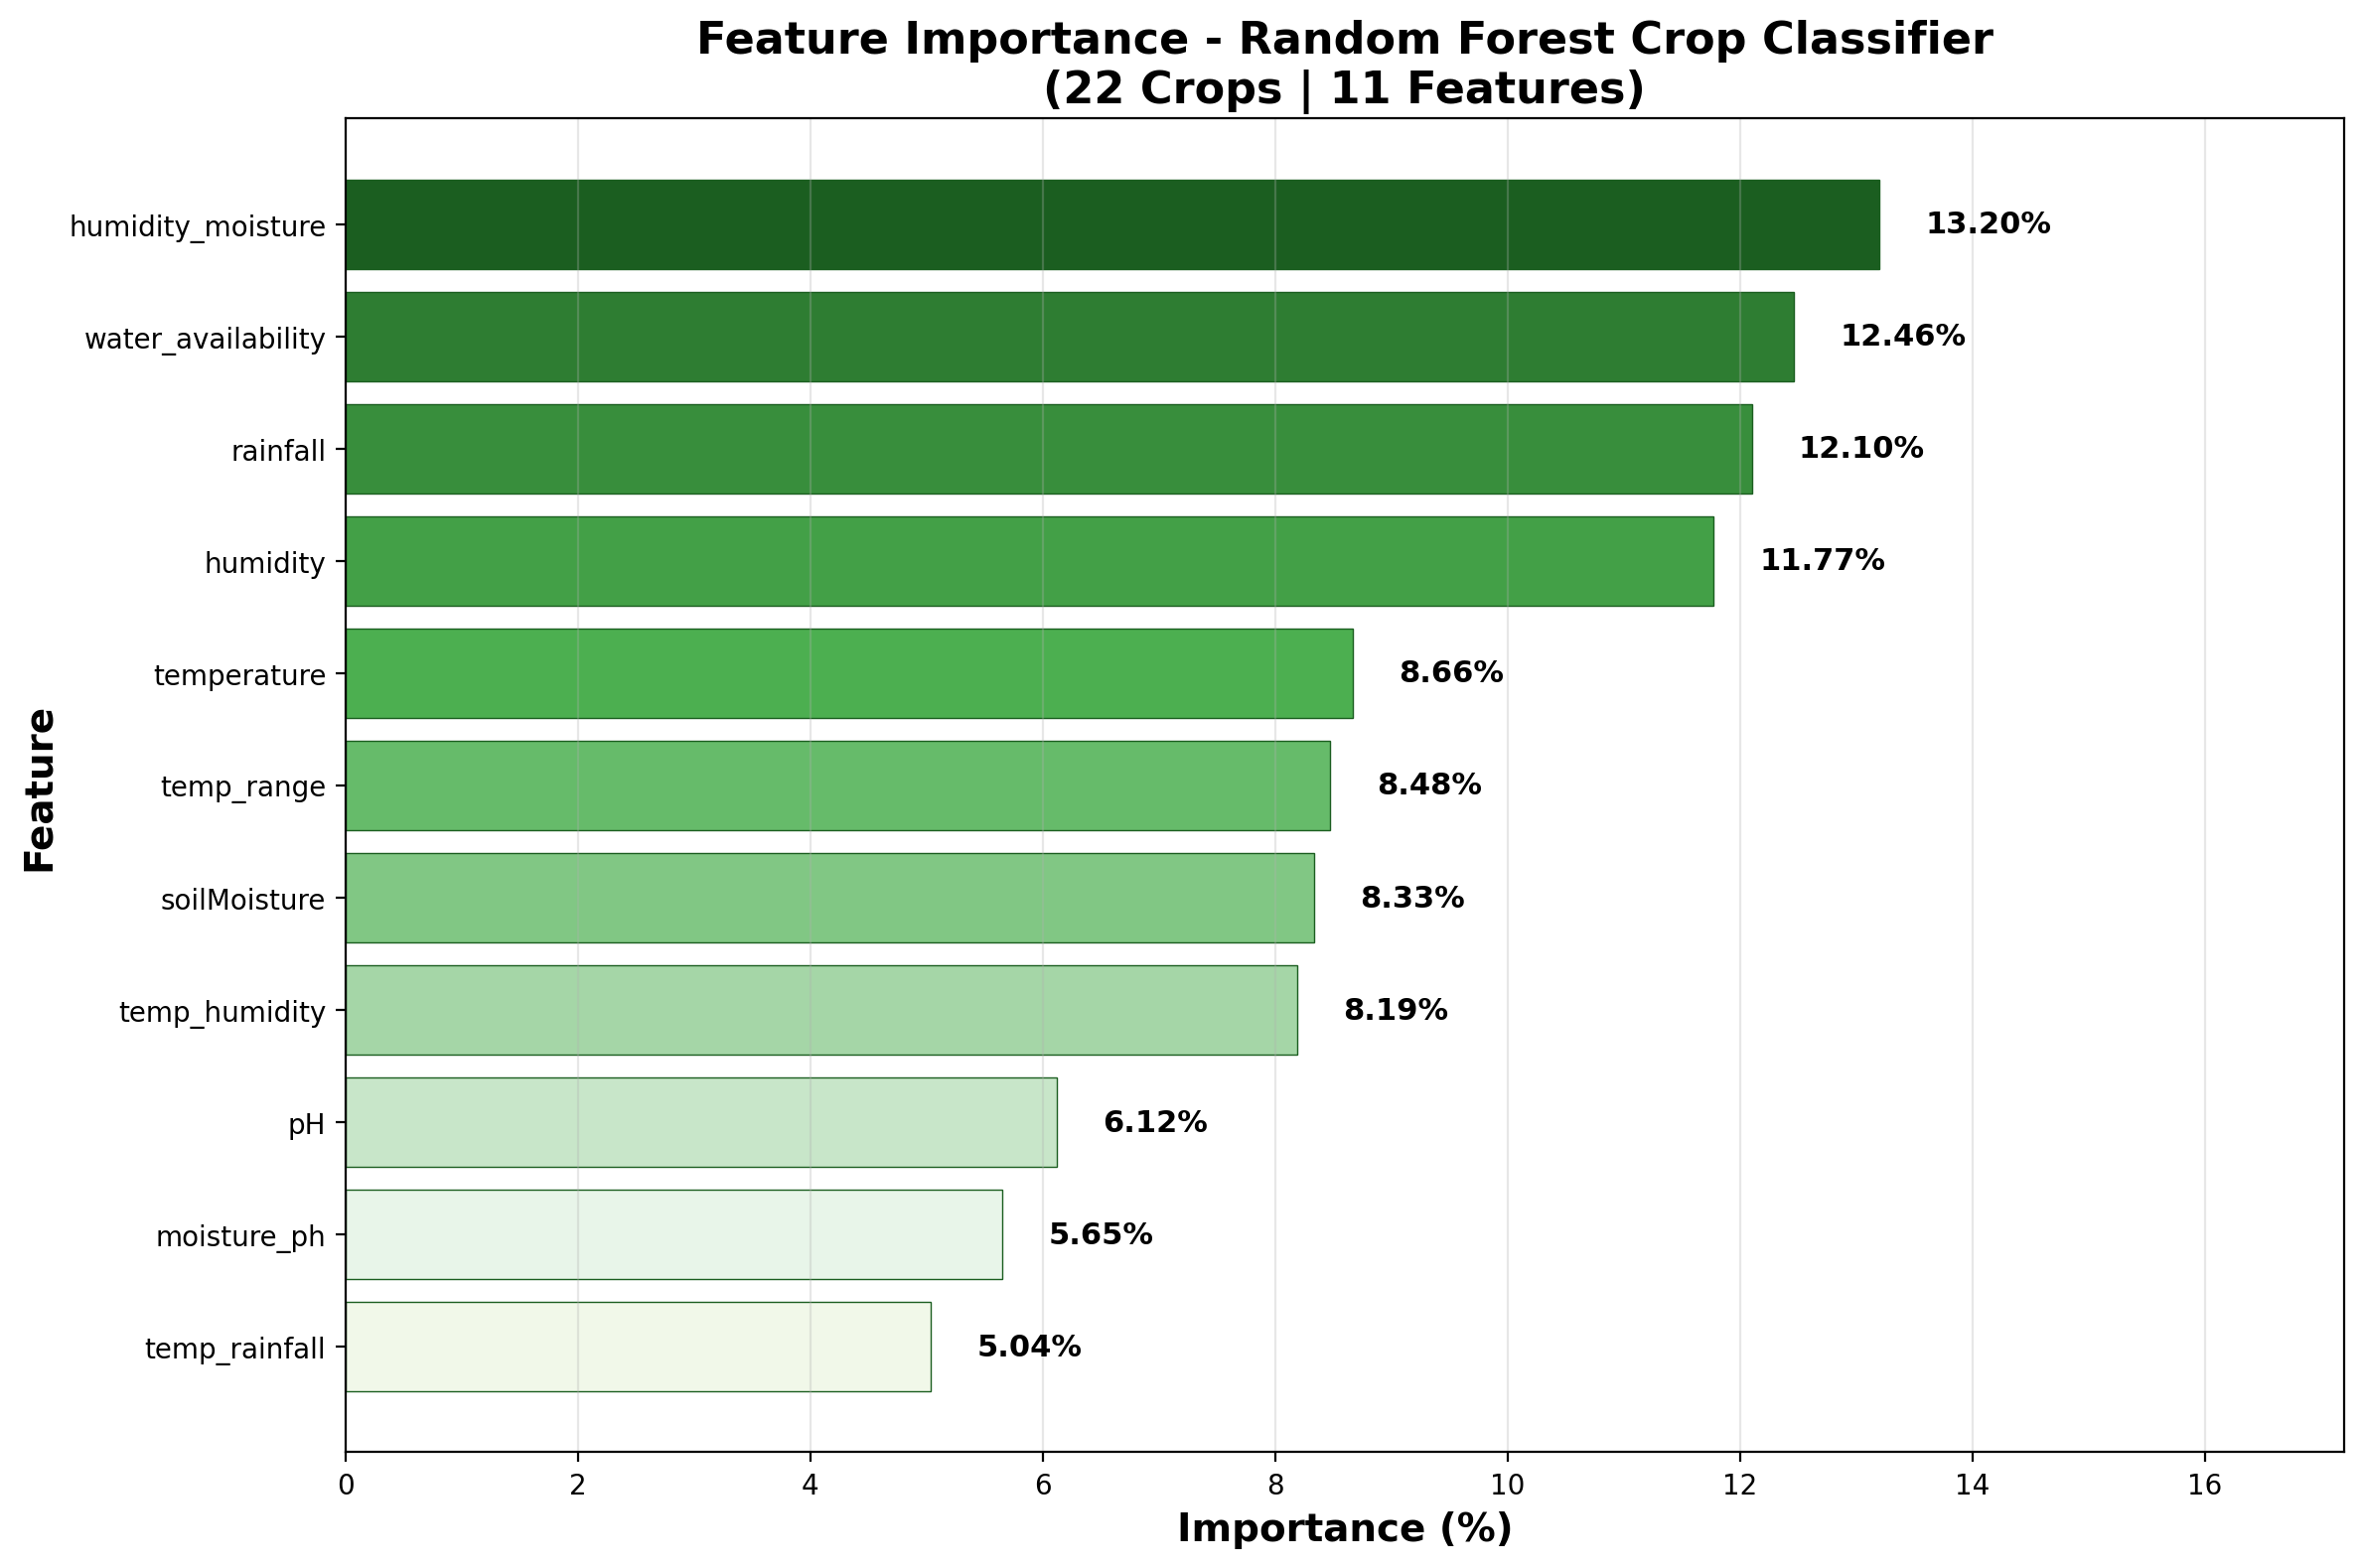 Feature Importance - Random Forest Crop Classifier
(22 Crops | 11 Features)
Feature
humidity_moisture 13.20%
water_availability 12.46%
rainfall 12.10%
humidity 11.77%
temperature 8.66%
temp_range 8.48%
soilMoisture 8.33%
temp_humidity 8.19%
pH 6.12%
moisture_ph 5.65%
temp_rainfall 5.04%
0 2 4 6 8 10 12 14 16
Importance (%)